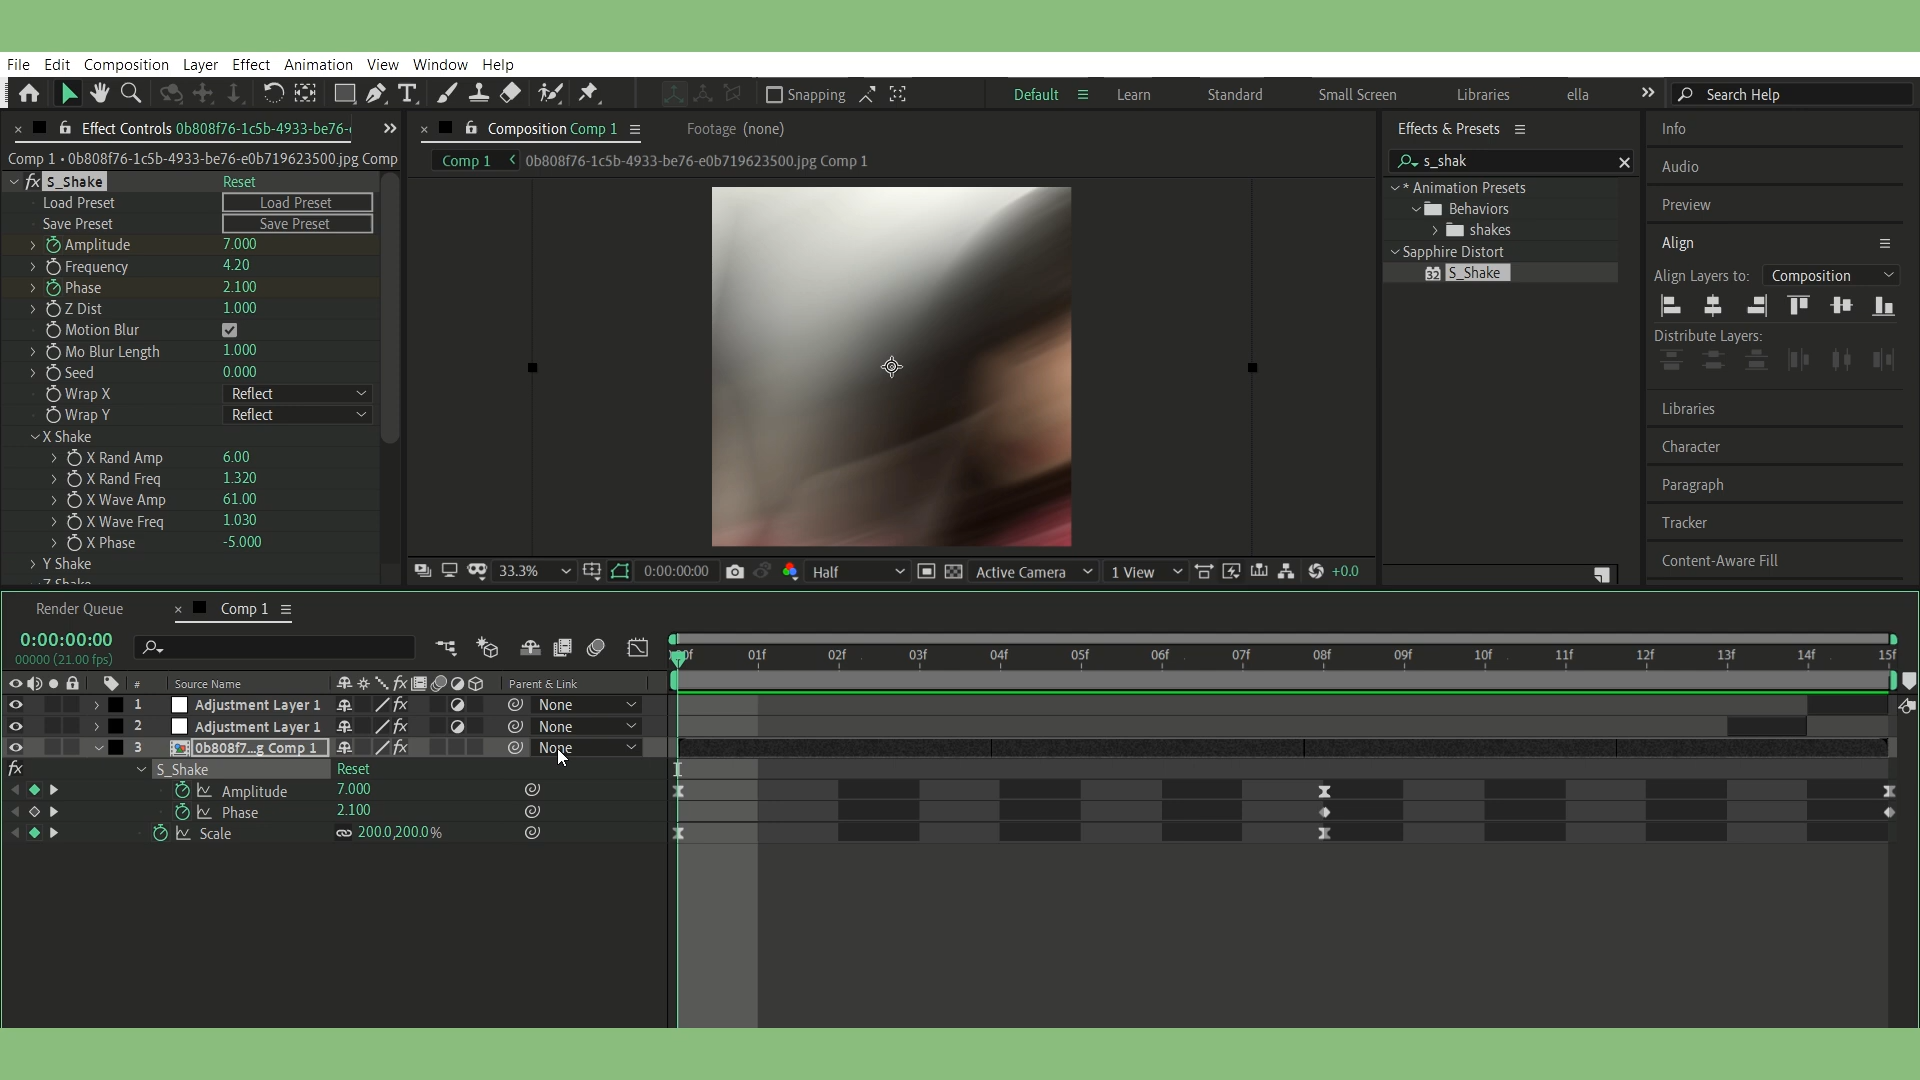 File Edit Composition Layer Effect Animation View Window Help
Snapping Default Learn Standard Small Screen Libraries ella Search Help
Effect Controls 0b808f76-1c5b-4933-be76-
Comp 1 • 0b808f76-1c5b-4933-be76-e0b719623500.jpg Comp
fx S_Shake Reset
Load Preset Load Preset
Save Preset Save Preset
Amplitude 7.000
Frequency 4.20
Phase 2.100
Z Dist 1.000
Motion Blur
Mo Blur Length 1.000
Seed 0.000
Wrap X Reflect
Wrap Y Reflect
X Shake
X Rand Amp 6.00
X Rand Freq 1.320
X Wave Amp 61.00
X Wave Freq 1.030
X Phase -5.000
Y Shake
Z Shake
Composition Comp 1 Footage (none)
Comp 1 0b808f76-1c5b-4933-be76-e0b719623500.jpg Comp 1
33.3% 0:00:00:00 Half Active Camera 1 View +0.0
Effects & Presets
s_shak
* Animation Presets
Behaviors
shakes
Sapphire Distort
32 S_Shake
Info
Audio
Preview
Align
Align Layers to: Composition
Distribute Layers:
Libraries
Character
Paragraph
Tracker
Content-Aware Fill
Render Queue Comp 1
0:00:00:00
00000 (21.00 fps)
01f 02f 03f 04f 05f 06f 07f 08f 09f 10f 11f 12f 13f 14f 15f
# Source Name fx Parent & Link
1 Adjustment Layer 1 fx None
2 Adjustment Layer 1 fx None
3 0b808f7...g Comp 1 fx None
fx S_Shake Reset
Amplitude 7.000
Phase 2.100
Scale 200.0,200.0%